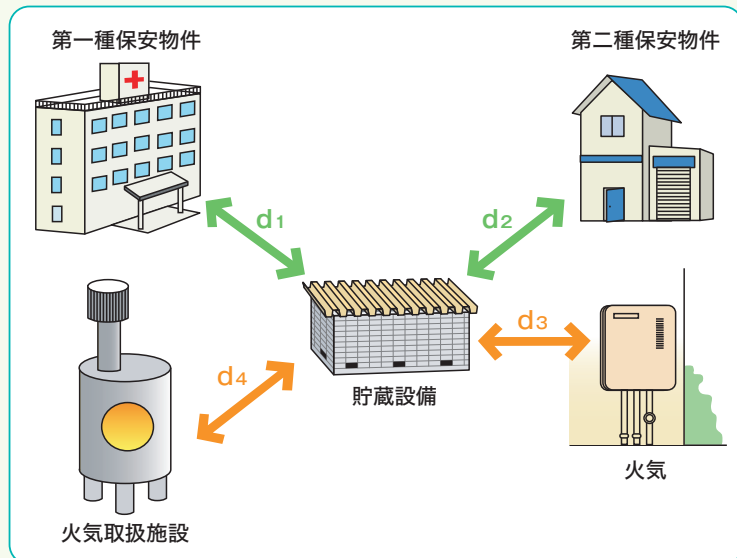 第一種保安物件
第二種保安物件
d1
d2
d3
d4
貯蔵設備
火気
火気取扱施設